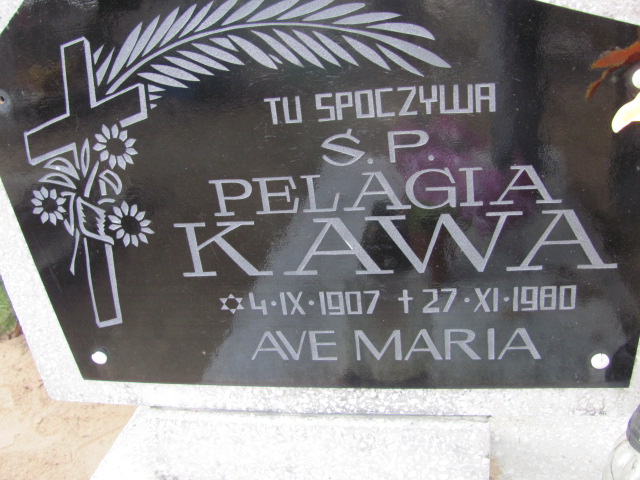 TU SPOCZYWA
Ś. P.
PELAGIA
KAWA
✡ 4·IX·1907 ✝ 27·XI·1980
AVE MARIA